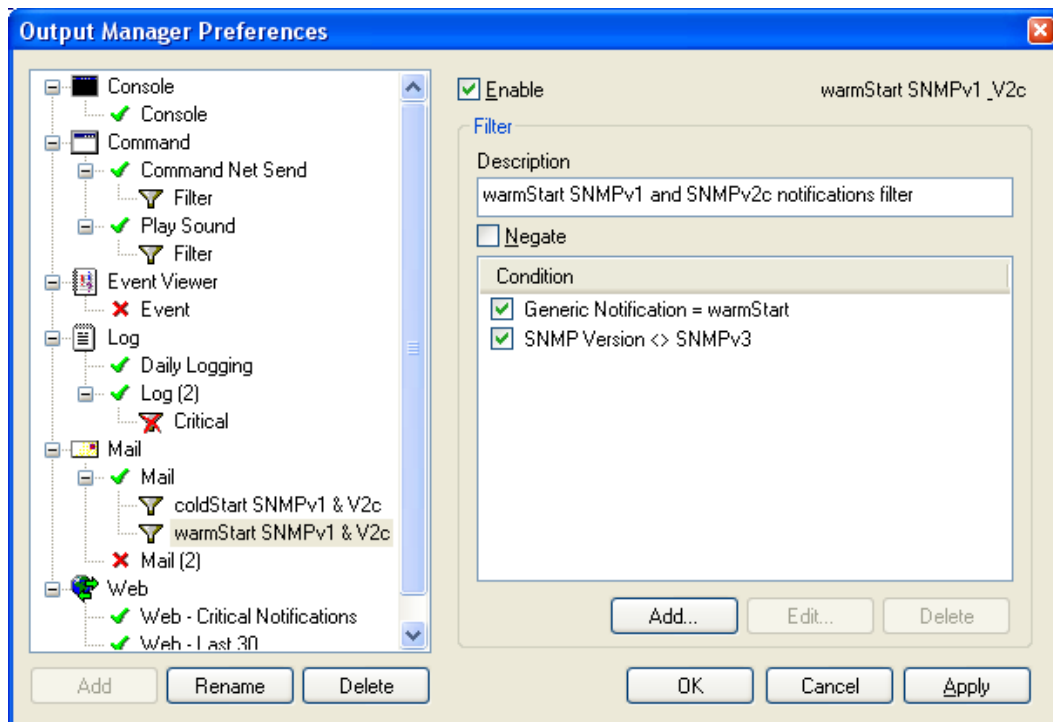 Output Manager Preferences
Console
Console
Command
Command Net Send
Filter
Play Sound
Filter
Event Viewer
Event
Log
Daily Logging
Log (2)
Critical
Mail
Mail
coldStart SNMPv1 & V2c
warmStart SNMPv1 & V2c
Mail (2)
Web
Web - Critical Notifications
Web - Last 30
Add
Rename
Delete
Enable
warmStart SNMPv1 _V2c
Filter
Description
warmStart SNMPv1 and SNMPv2c notifications filter
Negate
Condition
Generic Notification = warmStart
SNMP Version <> SNMPv3
Add...
Edit...
Delete
OK
Cancel
Apply